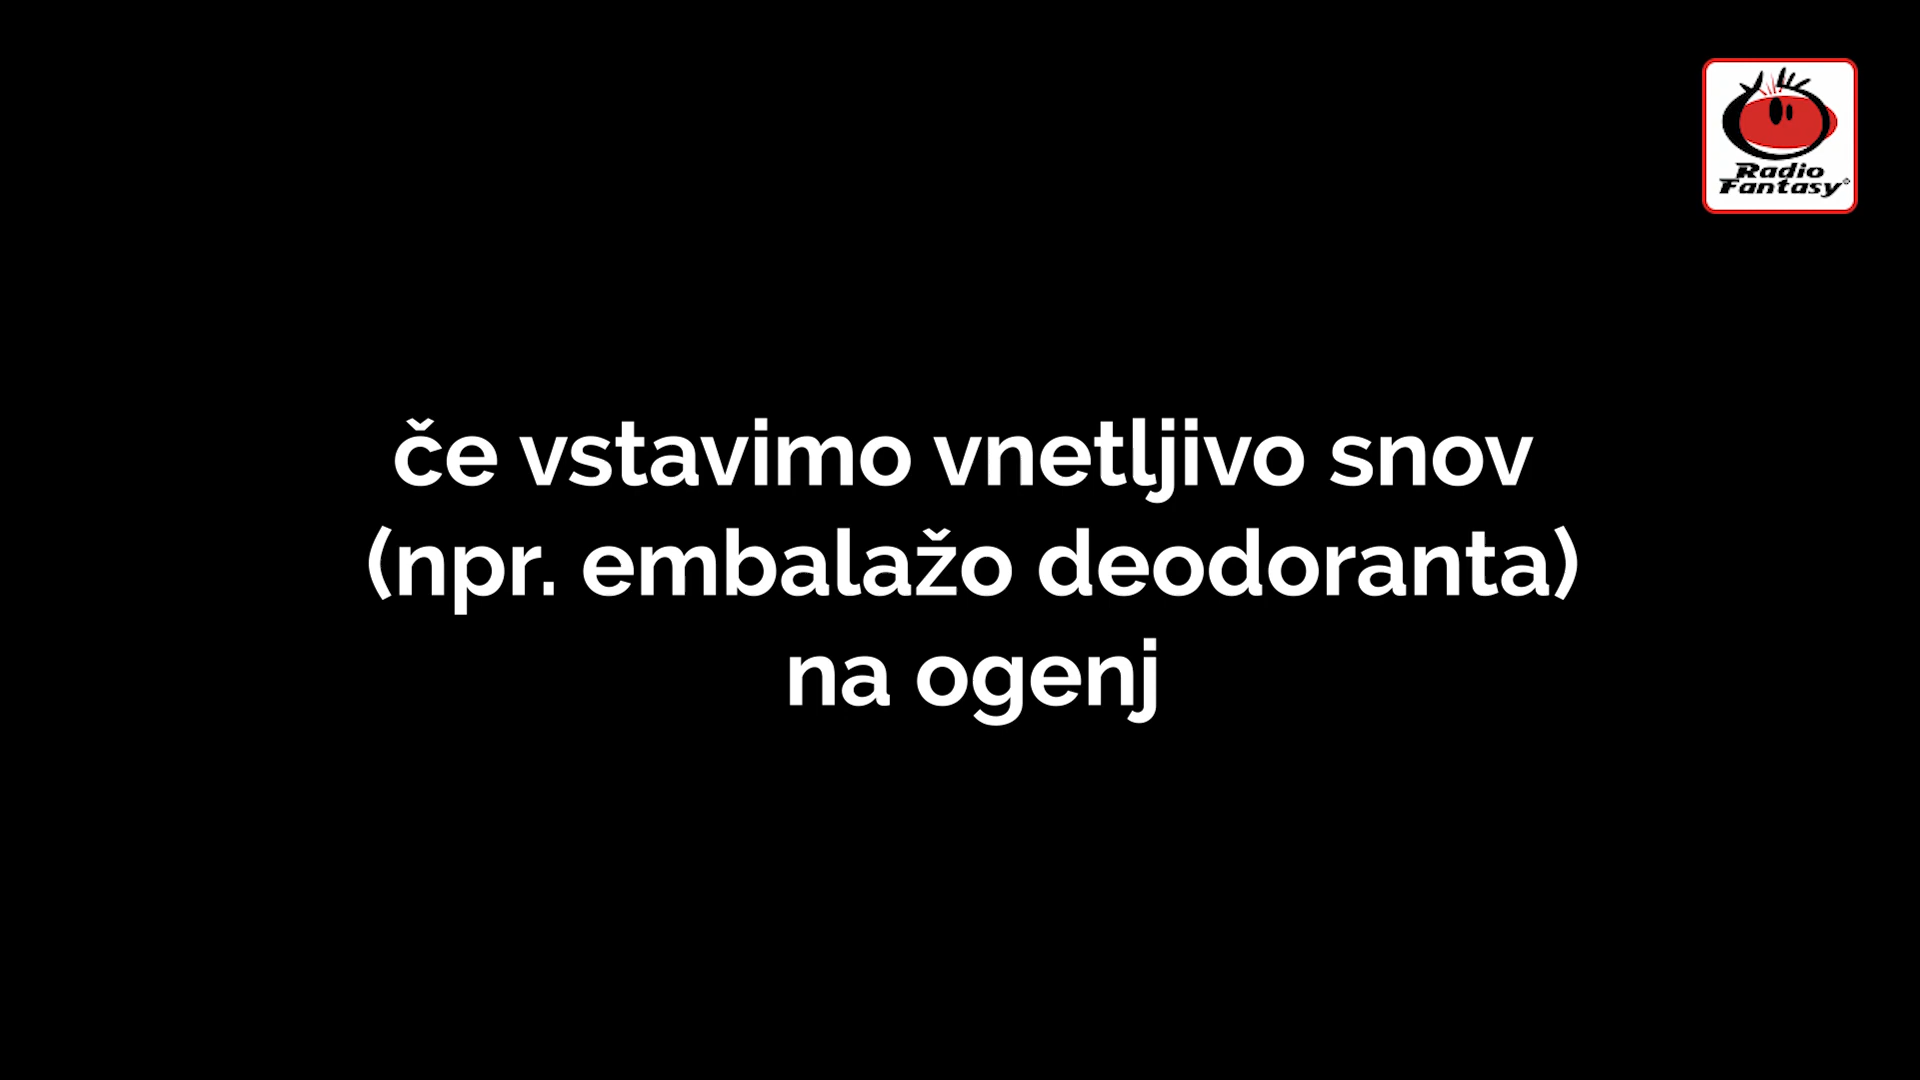 Radio
Fantasy
če vstavimo vnetljivo snov
(npr. embalažo deodoranta)
na ogenj